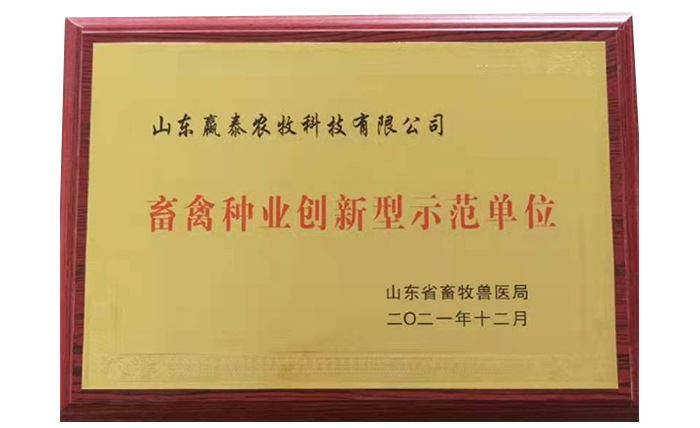 山东赢泰农牧科技有限公司
畜禽种业创新型示范单位
山东省畜牧兽医局
二〇二一年十二月